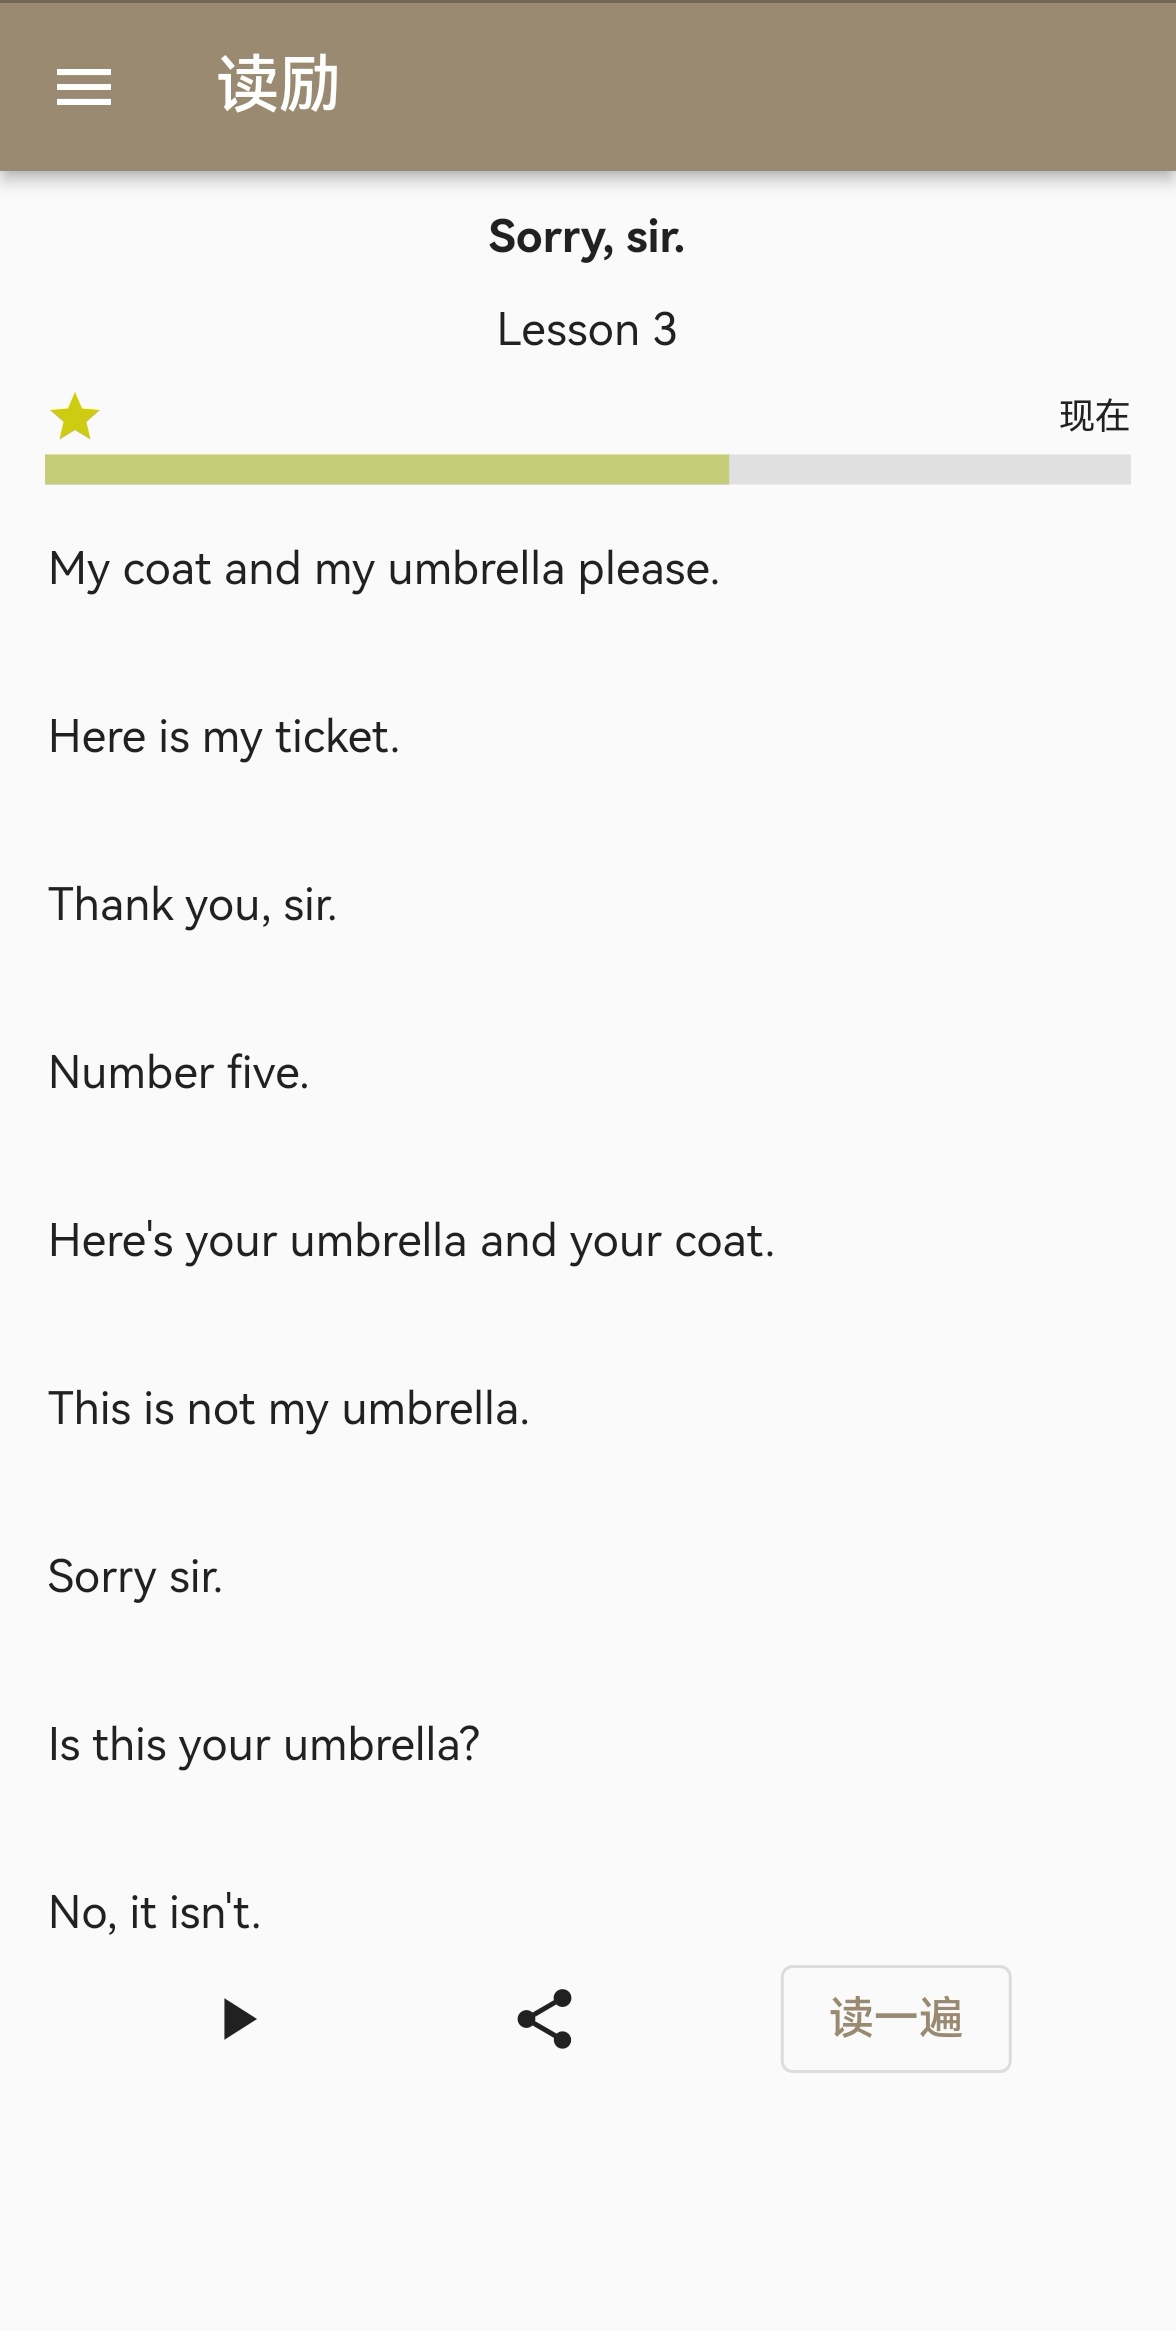 读励
Sorry, sir.
Lesson 3
现在
My coat and my umbrella please.
Here is my ticket.
Thank you, sir.
Number five.
Here's your umbrella and your coat.
This is not my umbrella.
Sorry sir.
Is this your umbrella?
No, it isn't.
读一遍